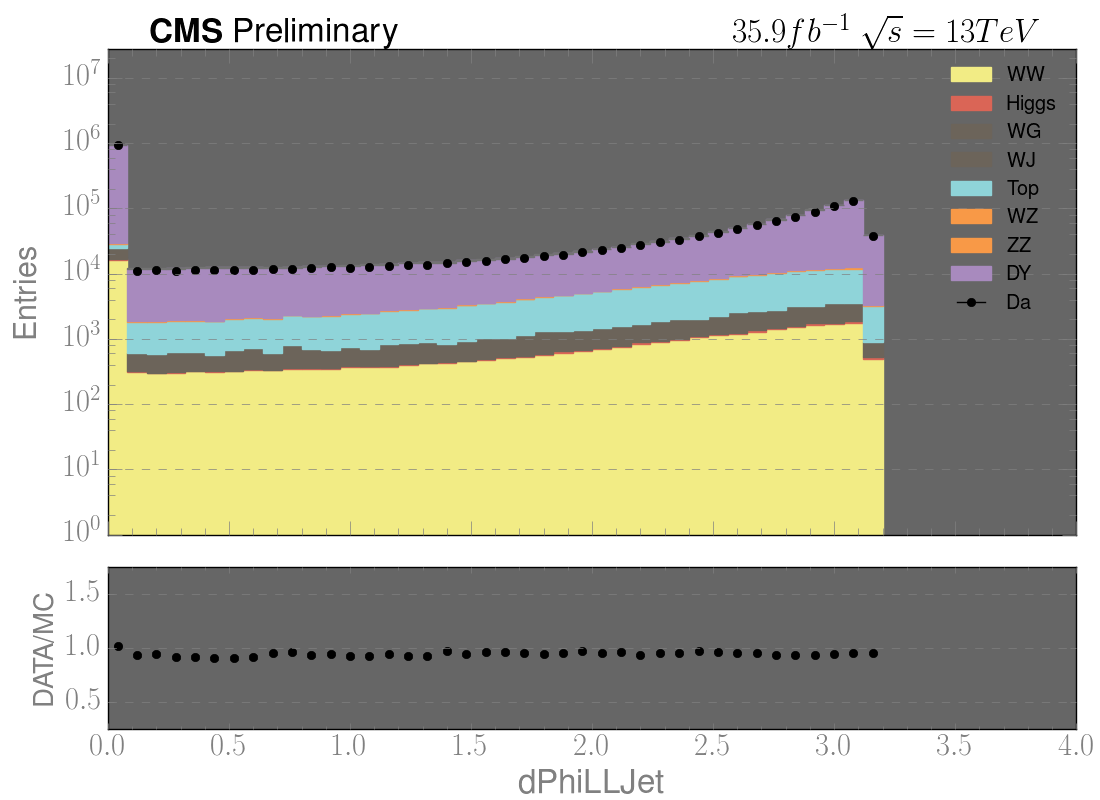 CMS Preliminary
35.9fb⁻¹ √s = 13TeV
10⁷
10⁶
10⁵
10⁴
10³
10²
10¹
10⁰
Entries
WW
Higgs
WG
WJ
Top
WZ
ZZ
DY
Da
1.5
1.0
0.5
DATA/MC
0.0 0.5 1.0 1.5 2.0 2.5 3.0 3.5 4.0
dPhiLLJet